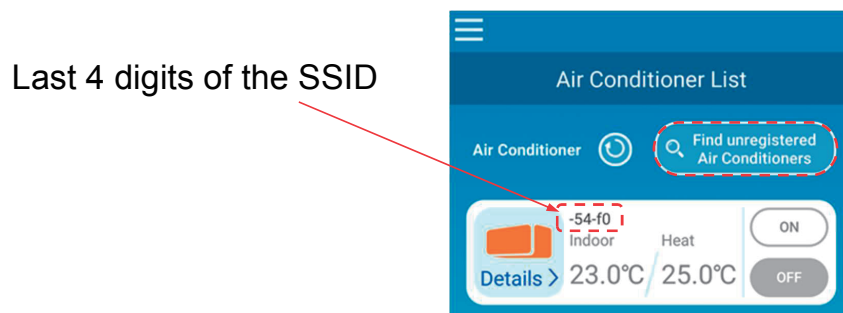 Last 4 digits of the SSID
Air Conditioner List
Air Conditioner
Find unregistered
Air Conditioners
-54-f0
Indoor
Heat
ON
Details >
23.0℃
25.0℃
OFF